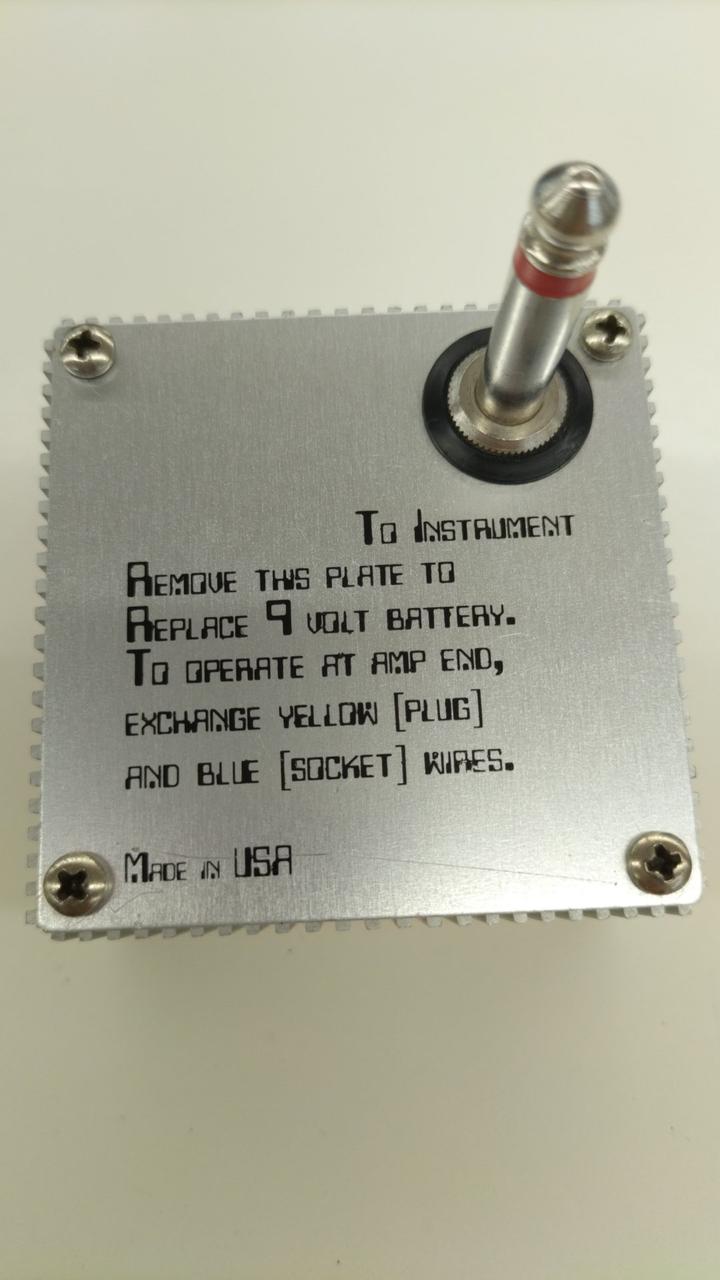 To Instrument
Remove this plate to
Replace 9 volt battery.
To operate at amp end,
exchange yellow [plug]
and blue [socket] wires.
Made in USA